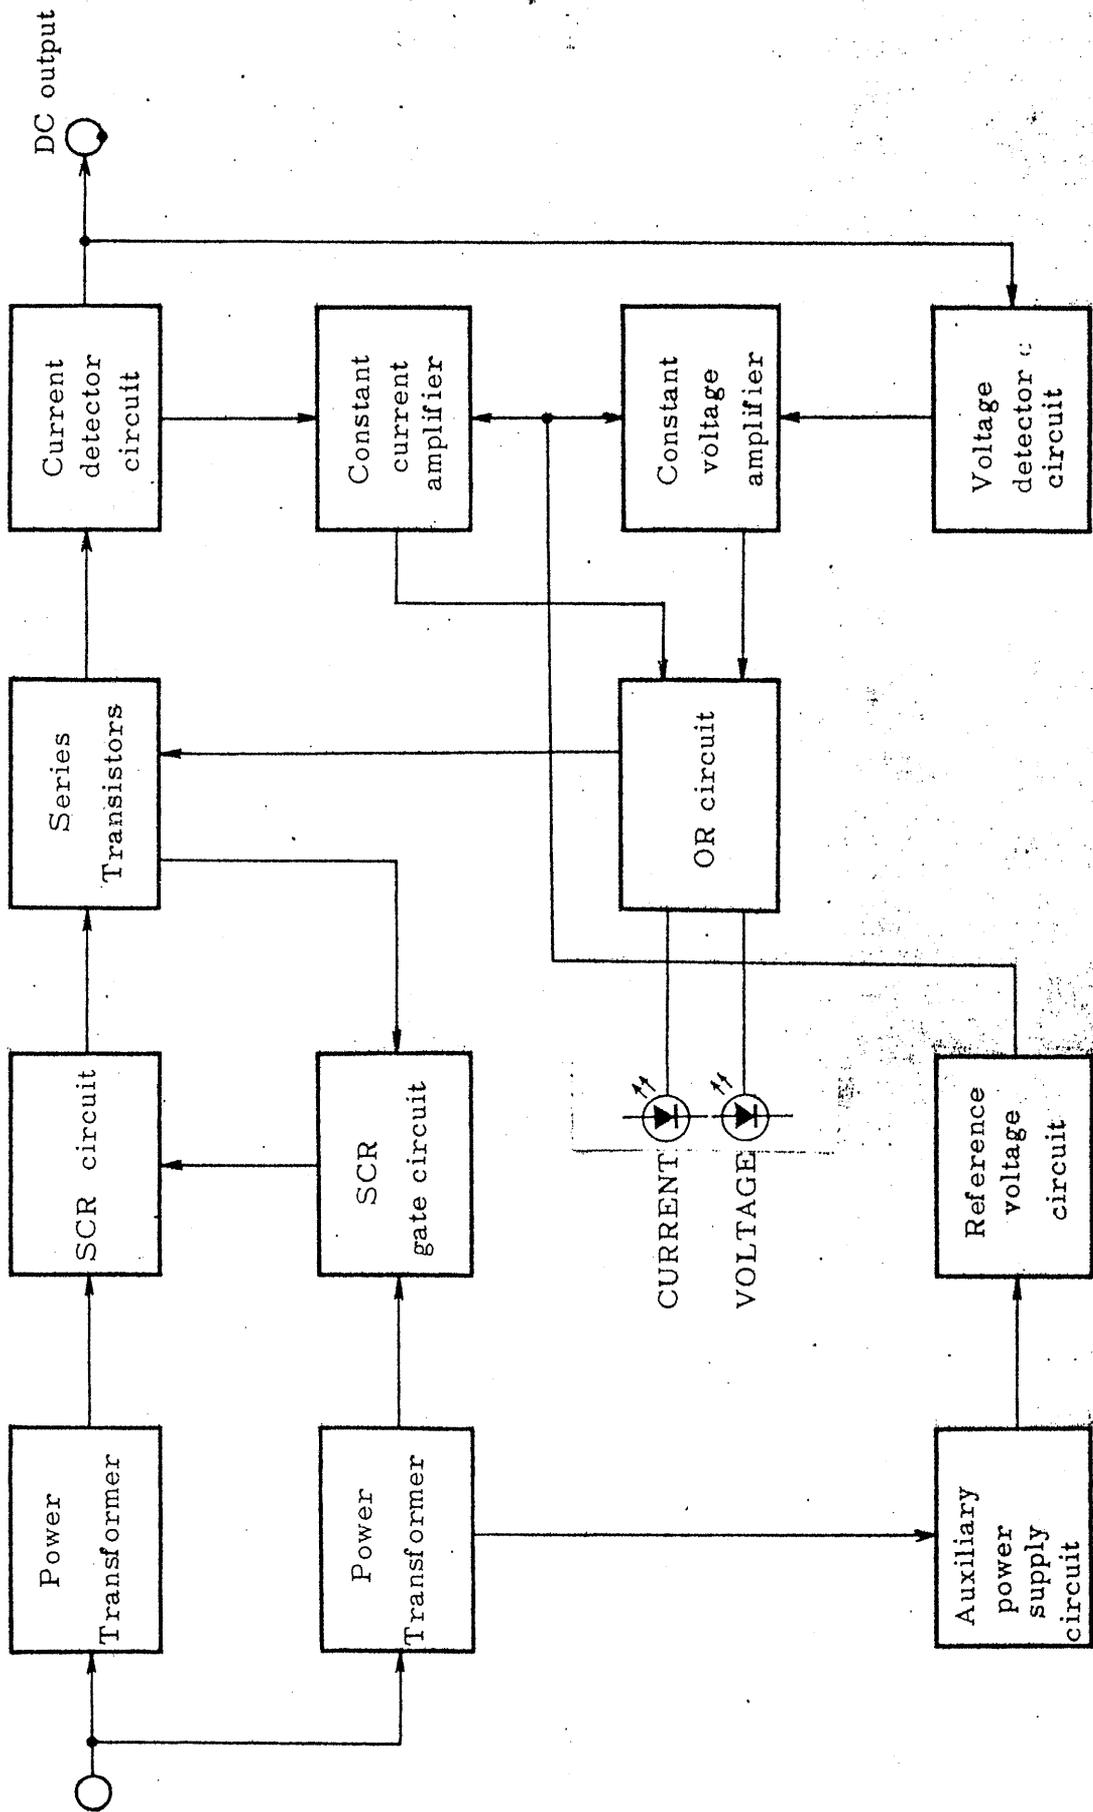 Power
Transformer
SCR circuit
Series
Transistors
Current
detector
circuit
DC output
Power
Transformer
SCR
gate circuit
Constant
current
amplifier
CURRENT
VOLTAGE
OR circuit
Constant
voltage
amplifier
Auxiliary
power
supply
circuit
Reference
voltage
circuit
Voltage
detector
circuit